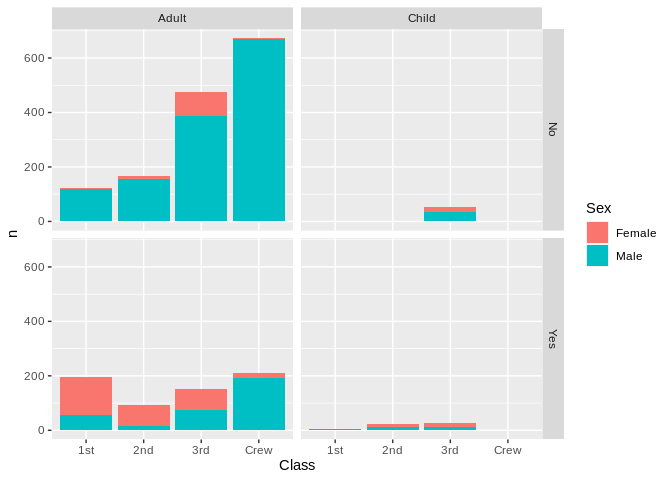 Adult
Child
600
400
200
0
No
n
600
400
200
0
Yes
1st
2nd
3rd
Crew
1st
2nd
3rd
Crew
Class
Sex
Female
Male